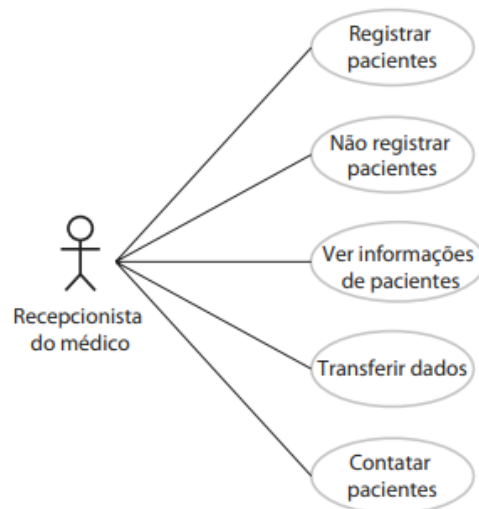 Registrar
pacientes
Não registrar
pacientes
Ver informações
de pacientes
Recepcionista
do médico
Transferir dados
Contatar
pacientes